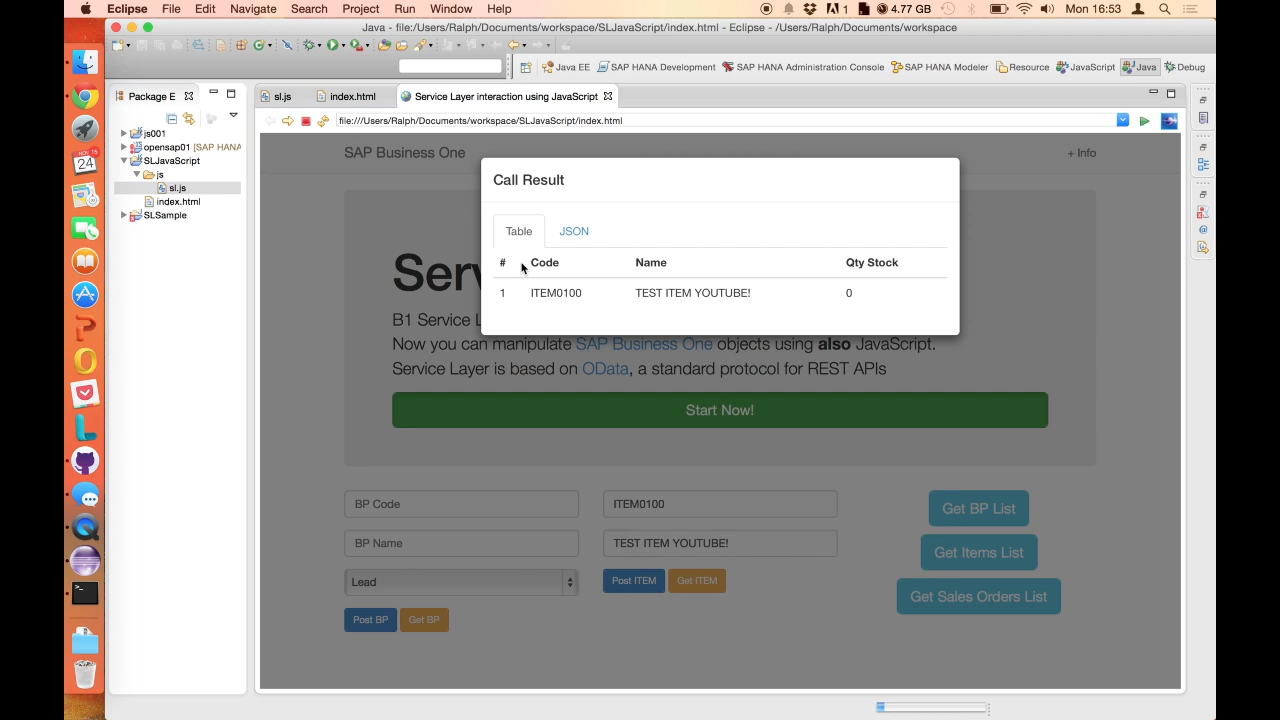 Eclipse File Edit Navigate Search Project Run Window Help
1 4.77 GB Mon 16:53
Java - file:/Users/Ralph/Documents/workspace/SLJavaScript/index.html - Eclipse - /Users/Ralph/Documents/workspace
Java EE SAP HANA Development SAP HANA Administration Console SAP HANA Modeler Resource JavaScript Java Debug
Package E sl.js index.html Service Layer interaction using JavaScript
file:///Users/Ralph/Documents/workspace/SLJavaScript/index.html
js001
opensap01 [SAP HANA
SLJavaScript
js
sl.js
index.html
SLSample
NOV 15
24
SAP Business One + Info
Call Result
Table JSON
# Code Name Qty Stock
1 ITEM0100 TEST ITEM YOUTUBE! 0
Ser
B1 Service L
Now you can manipulate SAP Business One objects using also JavaScript.
Service Layer is based on OData, a standard protocol for REST APIs
Start Now!
BP Code ITEM0100 Get BP List
BP Name TEST ITEM YOUTUBE! Get Items List
Lead Post ITEM Get ITEM Get Sales Orders List
Post BP Get BP